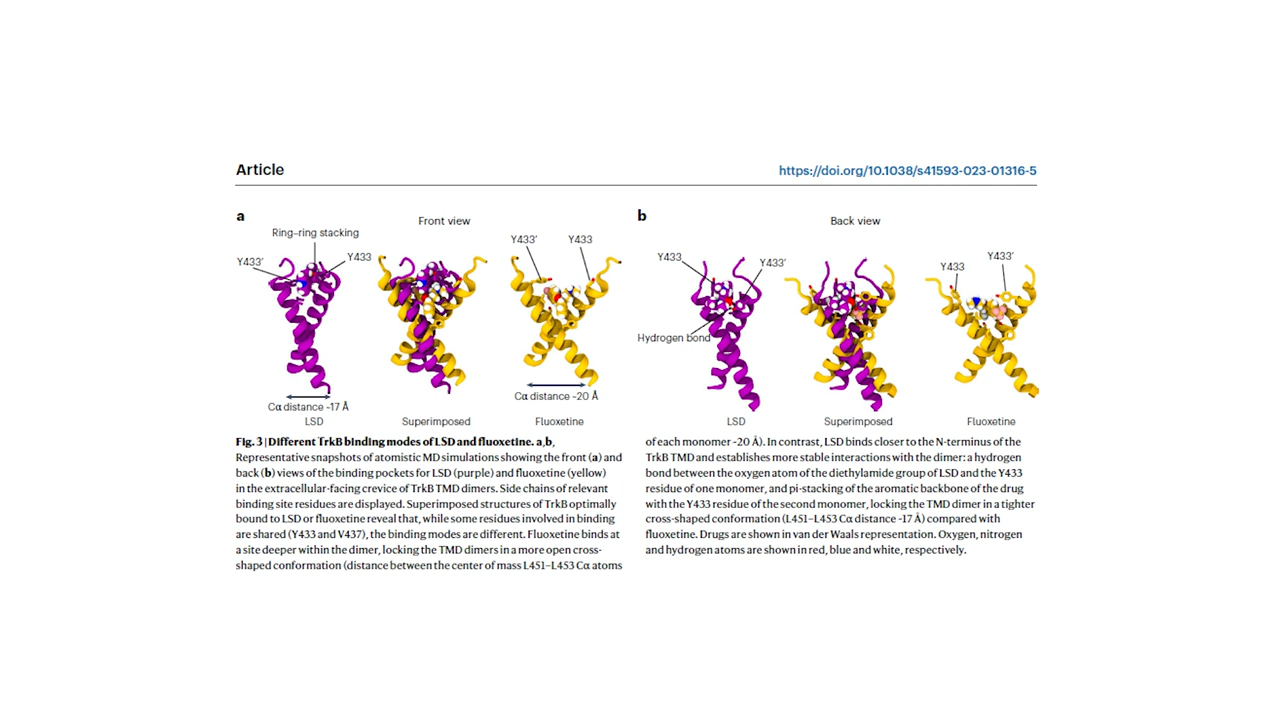 Article
https://doi.org/10.1038/s41593-023-01316-5
a
Front view
Ring–ring stacking
Y433′
Y433
Y433′
Y433
Cα distance ~17 Å
Cα distance ~20 Å
LSD
Superimposed
Fluoxetine
b
Back view
Y433
Y433′
Y433
Y433′
Hydrogen bond
LSD
Superimposed
Fluoxetine
Fig. 3 | Different TrkB binding modes of LSD and fluoxetine. a,b,
Representative snapshots of atomistic MD simulations showing the front (a) and
back (b) views of the binding pockets for LSD (purple) and fluoxetine (yellow)
in the extracellular-facing crevice of TrkB TMD dimers. Side chains of relevant
binding site residues are displayed. Superimposed structures of TrkB optimally
bound to LSD or fluoxetine reveal that, while some residues involved in binding
are shared (Y433 and V437), the binding modes are different. Fluoxetine binds at
a site deeper within the dimer, locking the TMD dimers in a more open cross-
shaped conformation (distance between the center of mass L451–L453 Cα atoms
of each monomer ~20 Å). In contrast, LSD binds closer to the N-terminus of the
TrkB TMD and establishes more stable interactions with the dimer: a hydrogen
bond between the oxygen atom of the diethylamide group of LSD and the Y433
residue of one monomer, and pi-stacking of the aromatic backbone of the drug
with the Y433 residue of the second monomer, locking the TMD dimer in a tighter
cross-shaped conformation (L451–L453 Cα distance ~17 Å) compared with
fluoxetine. Drugs are shown in van der Waals representation. Oxygen, nitrogen
and hydrogen atoms are shown in red, blue and white, respectively.